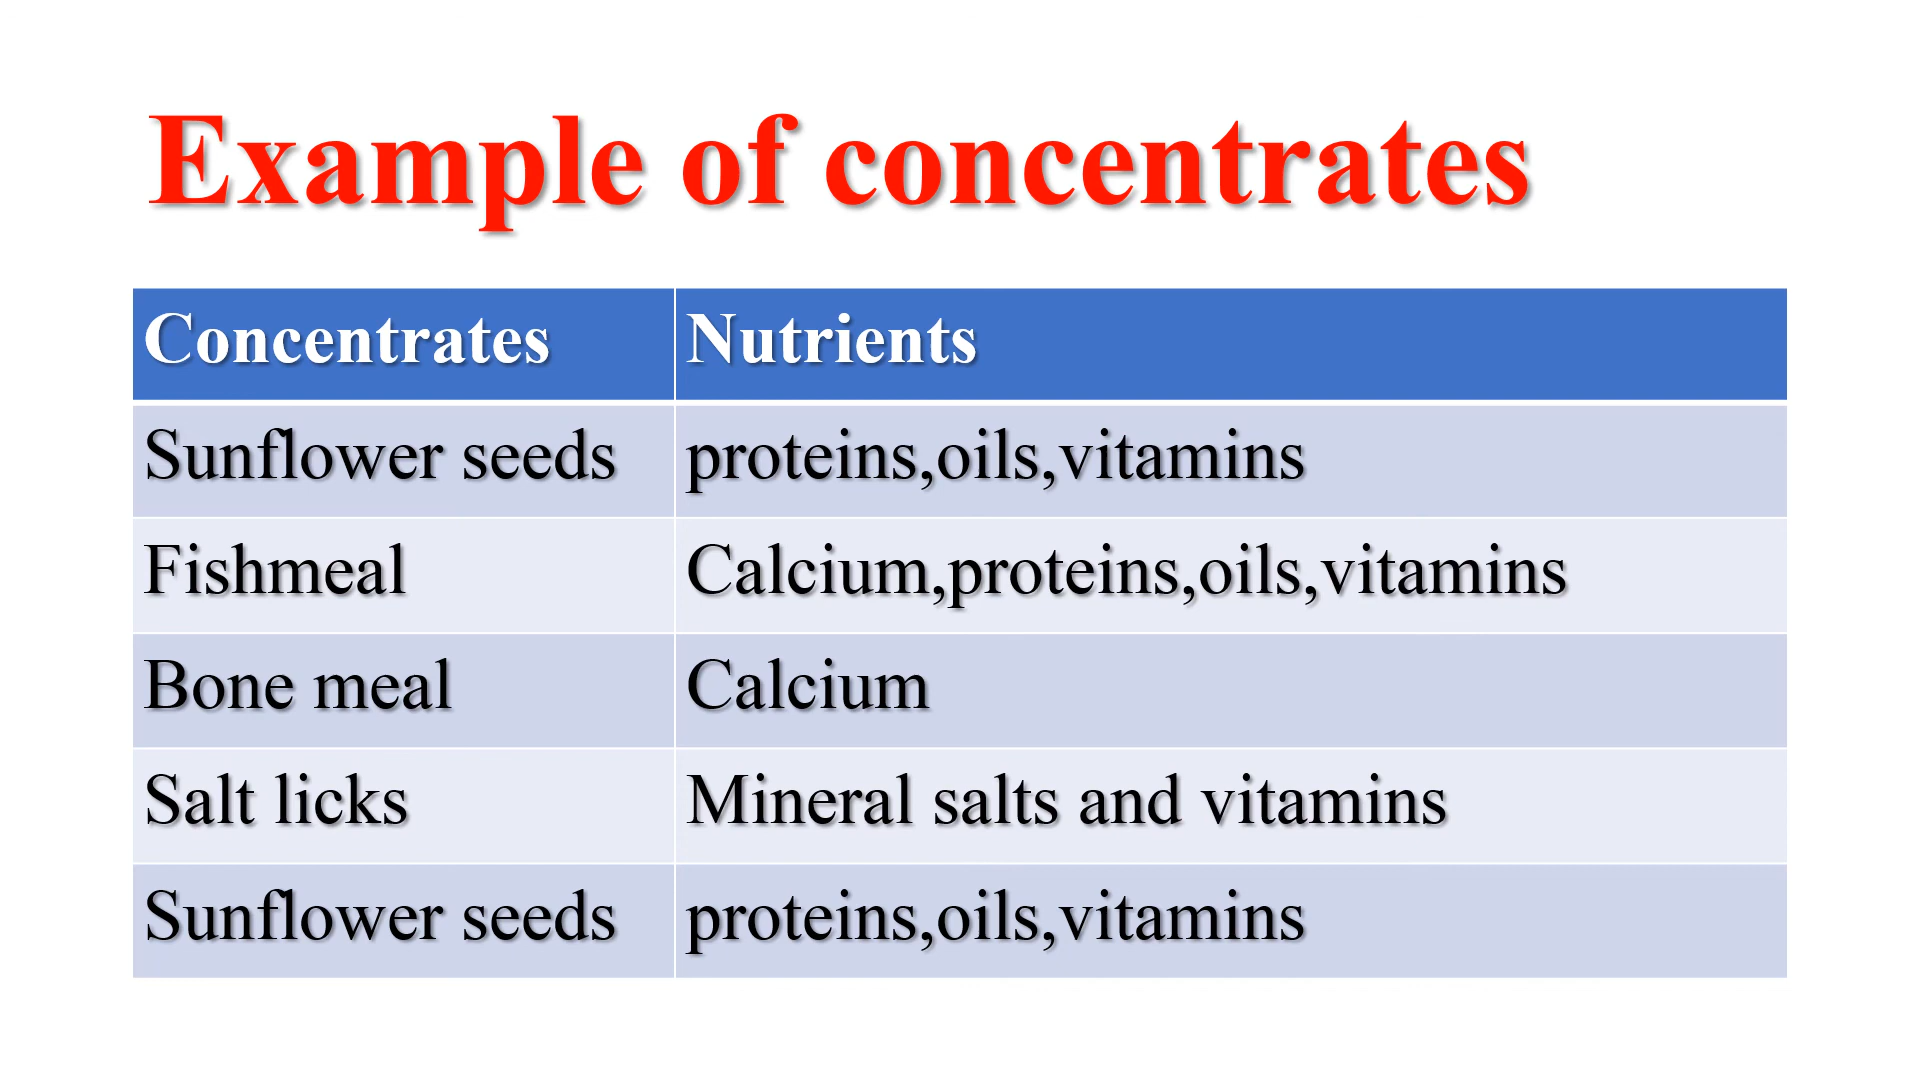 Example of concentrates
Concentrates Nutrients
Sunflower seeds proteins,oils,vitamins
Fishmeal Calcium,proteins,oils,vitamins
Bone meal Calcium
Salt licks Mineral salts and vitamins
Sunflower seeds proteins,oils,vitamins